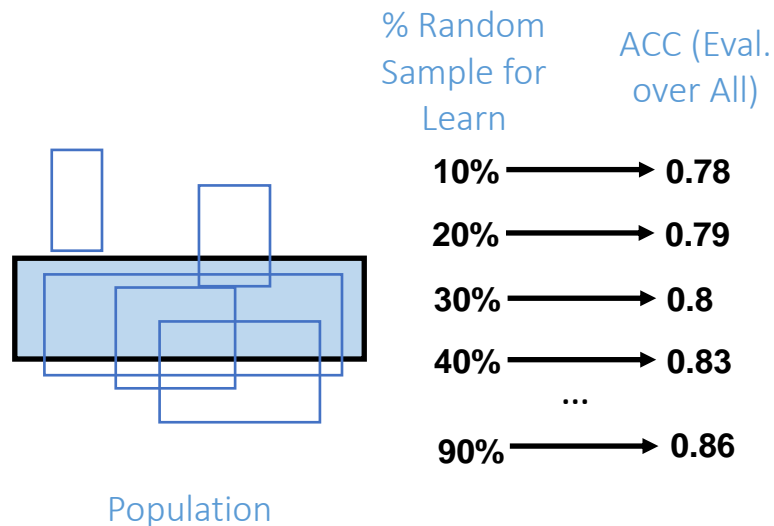 % Random
Sample for
Learn
ACC (Eval.
over All)
10% 0.78
20% 0.79
30% 0.8
40% 0.83
...
90% 0.86
Population